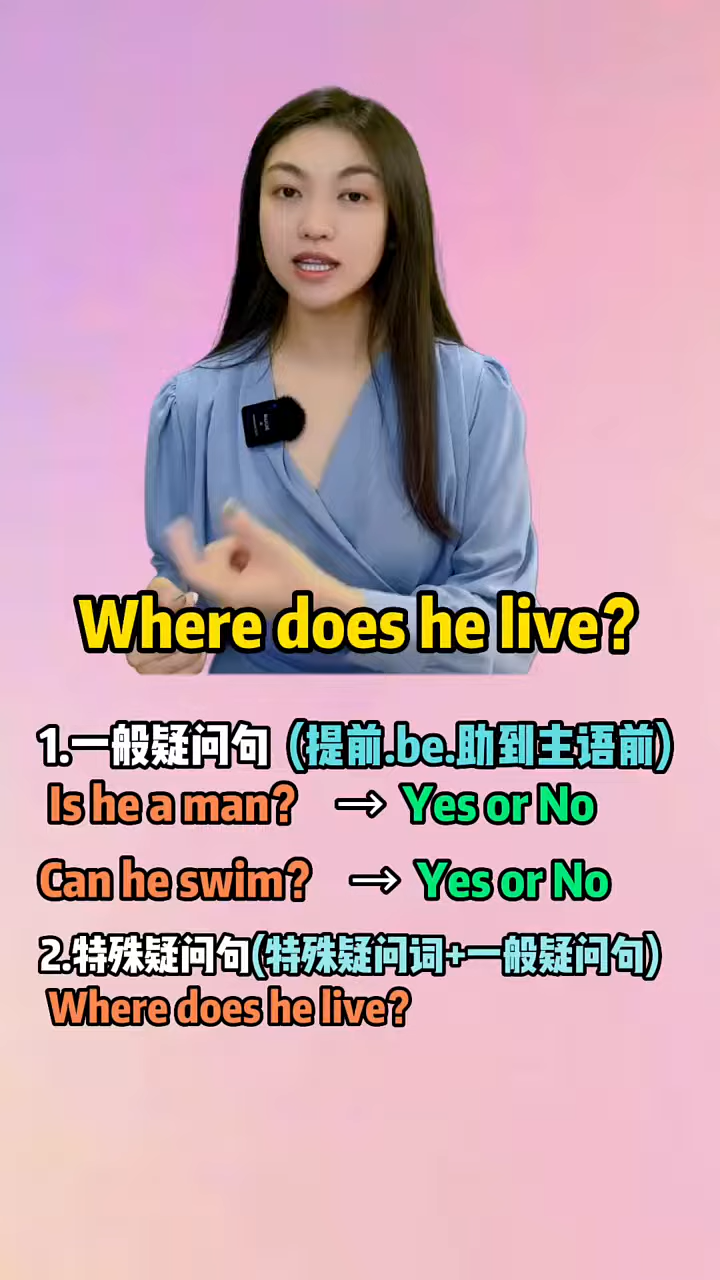 Where does he live?
1.一般疑问句 (提前.be.助到主语前)
Is he a man? → Yes or No
Can he swim? → Yes or No
2.特殊疑问句(特殊疑问词+一般疑问句)
Where does he live?